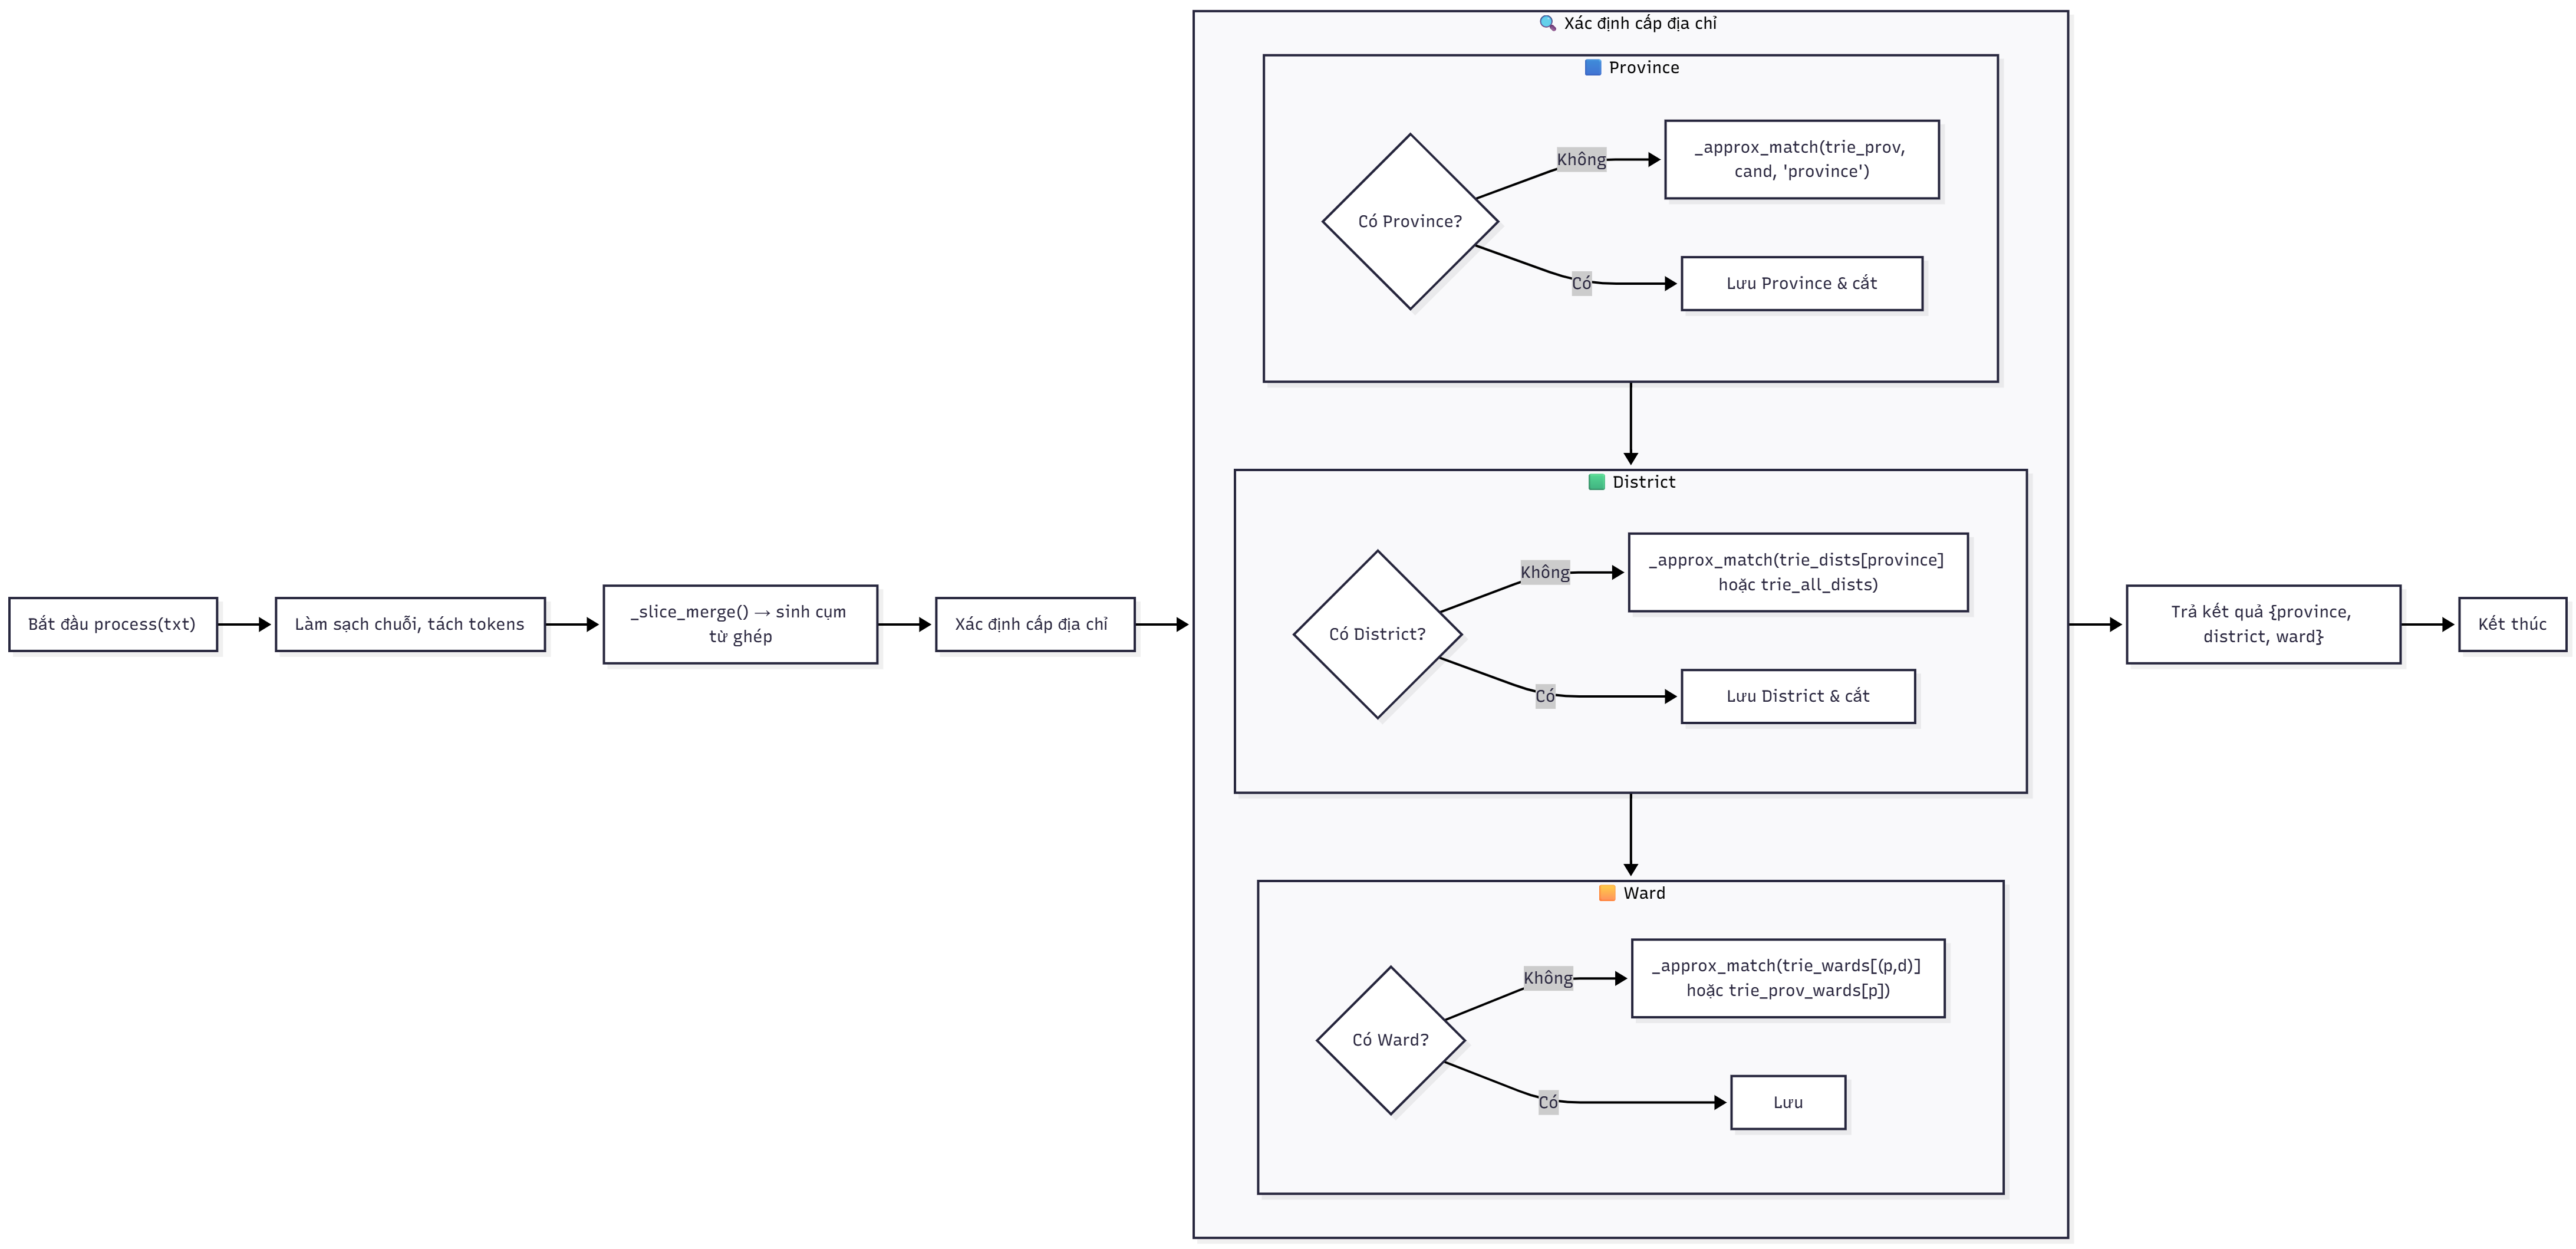 Bắt đầu process(txt)
Làm sạch chuỗi, tách tokens
_slice_merge() → sinh cụm
từ ghép
Xác định cấp địa chỉ
🔍 Xác định cấp địa chỉ
🟦 Province
Có Province?
Không
_approx_match(trie_prov,
cand, 'province')
Có
Lưu Province & cắt
🟩 District
Có District?
Không
_approx_match(trie_dists[province]
hoặc trie_all_dists)
Có
Lưu District & cắt
🟧 Ward
Có Ward?
Không
_approx_match(trie_wards[(p,d)]
hoặc trie_prov_wards[p])
Có
Lưu
Trả kết quả {province,
district, ward}
Kết thúc